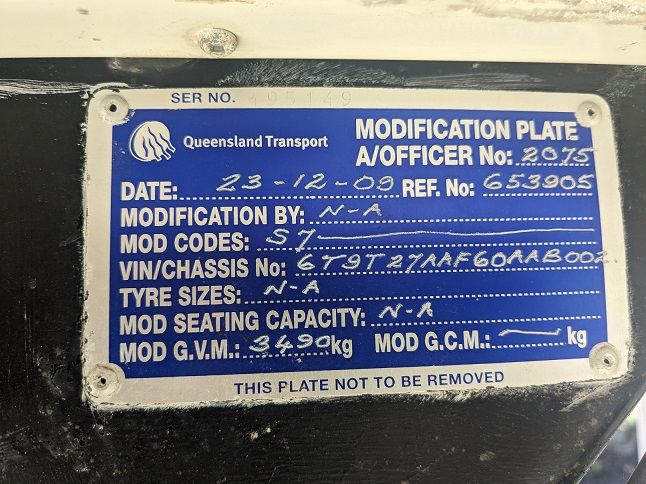 SER NO. 495149
Queensland Transport
MODIFICATION PLATE
A/OFFICER No: 2075
DATE: 23-12-09 REF. No: 653905
MODIFICATION BY: N-A
MOD CODES: S7
VIN/CHASSIS No: 6T9T27AAF60AAB002.
TYRE SIZES: N-A
MOD SEATING CAPACITY: N-A
MOD G.V.M.: 3490kg MOD G.C.M.: — kg
THIS PLATE NOT TO BE REMOVED